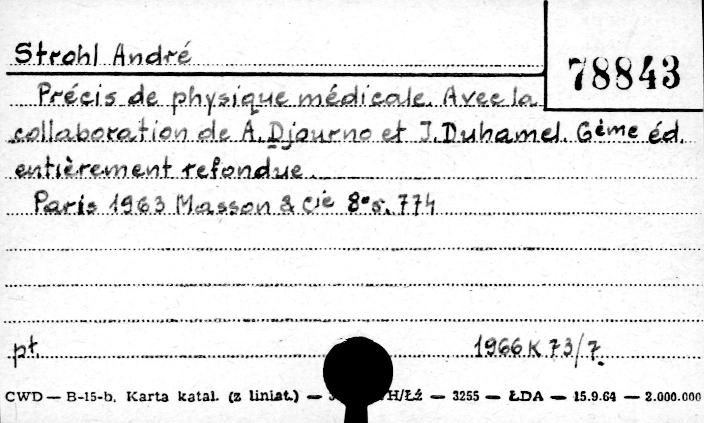 Strohl André
78843
Précis de physique médicale. Avec la
collaboration de A. Djourno et J. Duhamel. 6ème éd.
entièrement refondue.
Paris 1963 Masson & Cie 8° s. 774
pł. 1966 K 73/7.
CWD — B-15-b. Karta katal. (z liniat.) — H/Łż — 3255 — ŁDA — 15.9.64 — 2.000.000